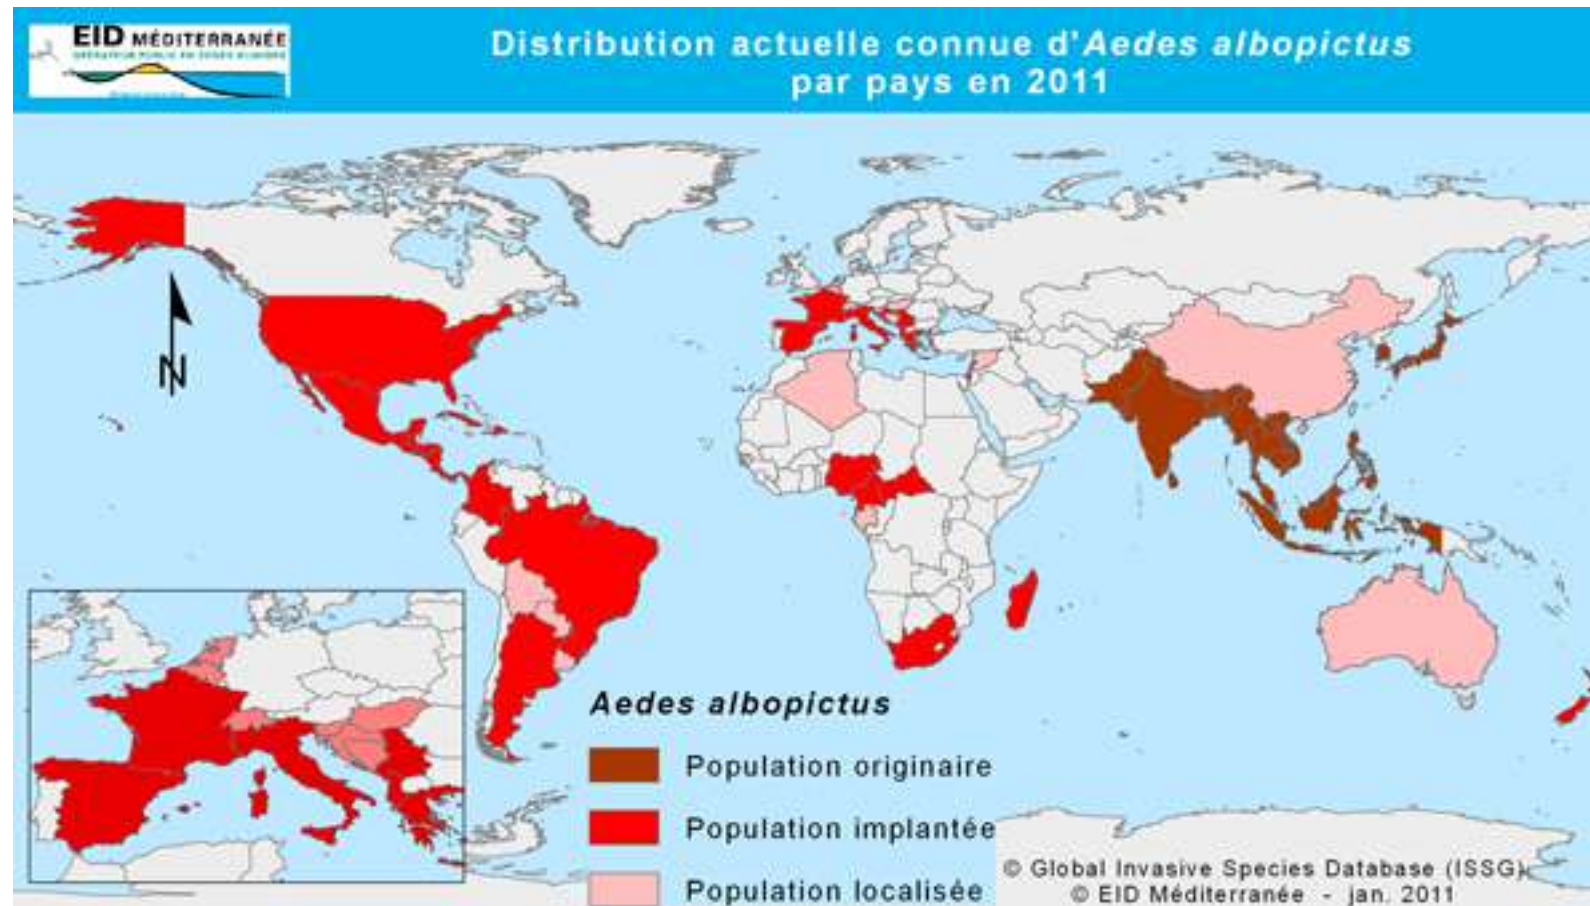 EID MÉDITERRANÉE
Distribution actuelle connue d'Aedes albopictus
par pays en 2011
N
Aedes albopictus
Population originaire
Population implantée
Population localisée
© Global Invasive Species Database (ISSG)
© EID Méditerranée - jan. 2011